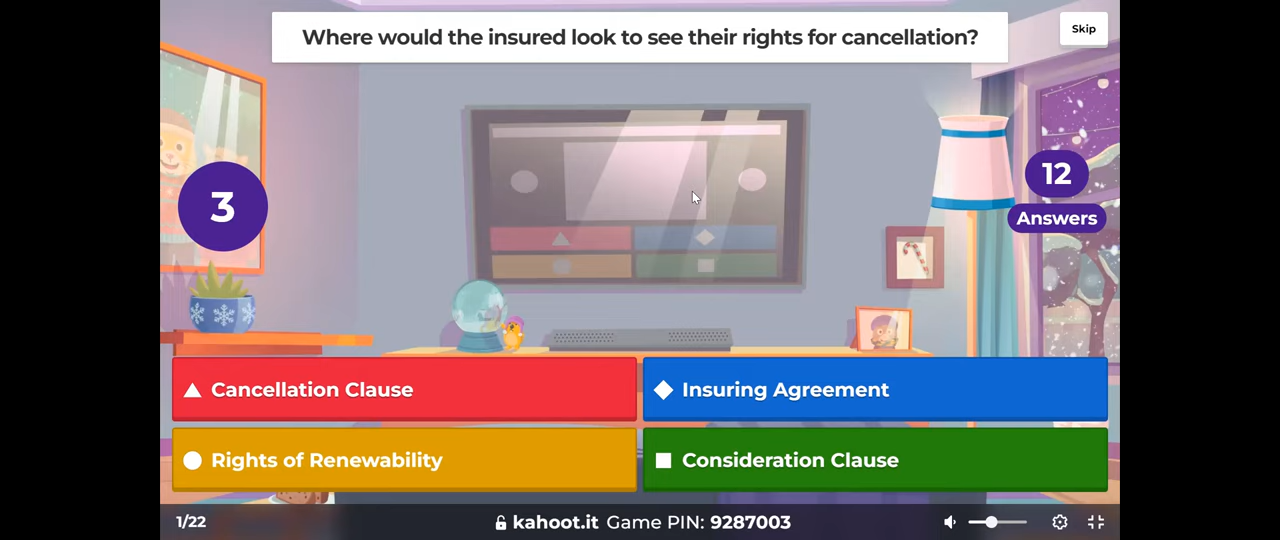 Where would the insured look to see their rights for cancellation?
Skip
3
12
Answers
Cancellation Clause
Insuring Agreement
Rights of Renewability
Consideration Clause
1/22
kahoot.it Game PIN: 9287003